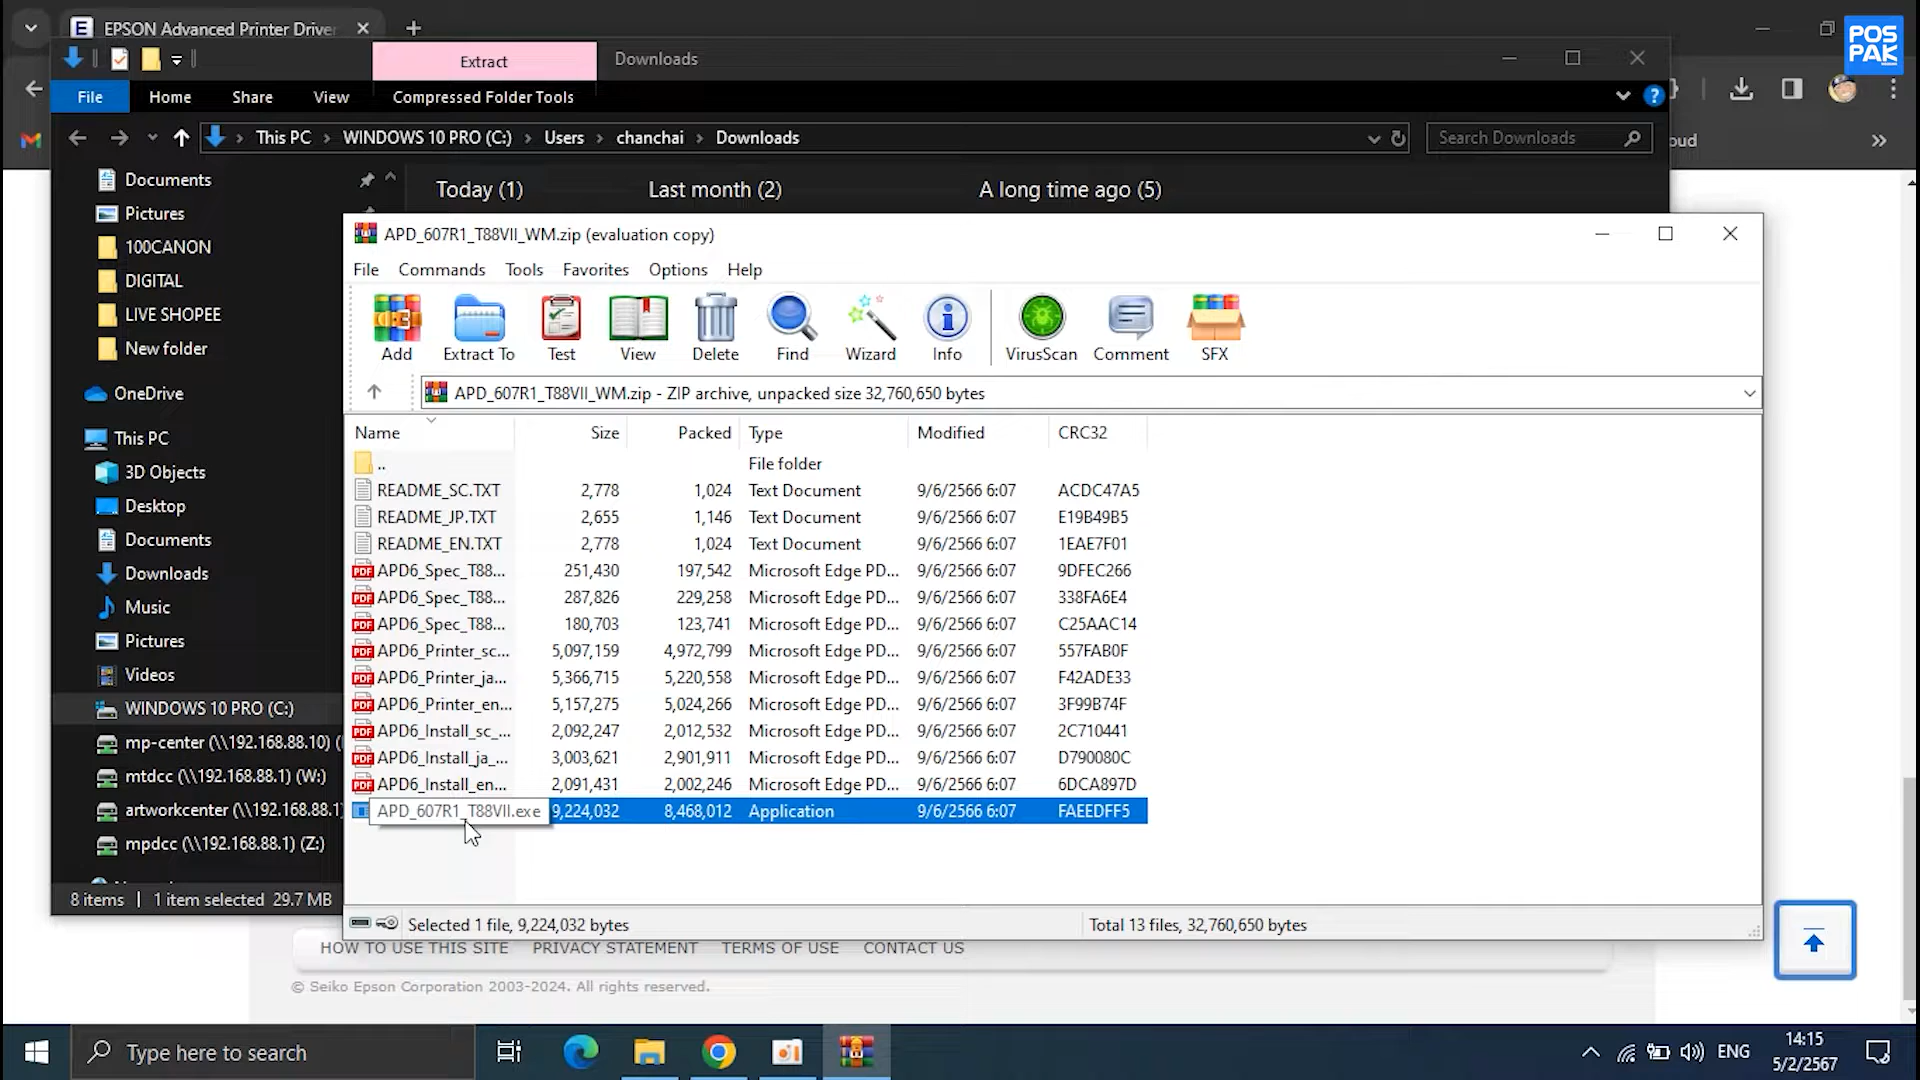 EPSON Advanced Printer Driver
POS
PAK
Extract
Downloads
File
Home
Share
View
Compressed Folder Tools
This PC
WINDOWS 10 PRO (C:)
Users
chanchai
Downloads
Search Downloads
oud
Documents
Today (1)
Last month (2)
A long time ago (5)
Pictures
100CANON
DIGITAL
LIVE SHOPEE
New folder
OneDrive
This PC
3D Objects
Desktop
Documents
Downloads
Music
Pictures
Videos
WINDOWS 10 PRO (C:)
mp-center (\\192.168.88.10) (
mtdcc (\\192.168.88.1) (W:)
artworkcenter (\\192.168.88.1)
mpdcc (\\192.168.88.1) (Z:)
8 items | 1 item selected 29.7 MB
APD_607R1_T88VII_WM.zip (evaluation copy)
File Commands Tools Favorites Options Help
Add Extract To Test View Delete Find Wizard Info VirusScan Comment SFX
APD_607R1_T88VII_WM.zip - ZIP archive, unpacked size 32,760,650 bytes
Name Size Packed Type Modified CRC32
.. File folder
README_SC.TXT 2,778 1,024 Text Document 9/6/2566 6:07 ACDC47A5
README_JP.TXT 2,655 1,146 Text Document 9/6/2566 6:07 E19B49B5
README_EN.TXT 2,778 1,024 Text Document 9/6/2566 6:07 1EAE7F01
APD6_Spec_T88... 251,430 197,542 Microsoft Edge PD... 9/6/2566 6:07 9DFEC266
APD6_Spec_T88... 287,826 229,258 Microsoft Edge PD... 9/6/2566 6:07 338FA6E4
APD6_Spec_T88... 180,703 123,741 Microsoft Edge PD... 9/6/2566 6:07 C25AAC14
APD6_Printer_sc... 5,097,159 4,972,799 Microsoft Edge PD... 9/6/2566 6:07 557FAB0F
APD6_Printer_ja... 5,366,715 5,220,558 Microsoft Edge PD... 9/6/2566 6:07 F42ADE33
APD6_Printer_en... 5,157,275 5,024,266 Microsoft Edge PD... 9/6/2566 6:07 3F99B74F
APD6_Install_sc_... 2,092,247 2,012,532 Microsoft Edge PD... 9/6/2566 6:07 2C710441
APD6_Install_ja_... 3,003,621 2,901,911 Microsoft Edge PD... 9/6/2566 6:07 D790080C
APD6_Install_en... 2,091,431 2,002,246 Microsoft Edge PD... 9/6/2566 6:07 6DCA897D
APD_607R1_T88VII.exe 9,224,032 8,468,012 Application 9/6/2566 6:07 FAEEDFF5
Selected 1 file, 9,224,032 bytes
Total 13 files, 32,760,650 bytes
HOW TO USE THIS SITE PRIVACY STATEMENT TERMS OF USE CONTACT US
© Seiko Epson Corporation 2003-2024. All rights reserved.
Type here to search
ENG
14:15
5/2/2567